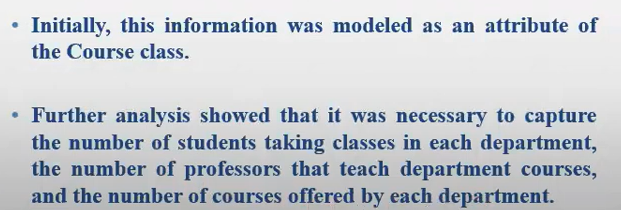 • Initially, this information was modeled as an attribute of
the Course class.
• Further analysis showed that it was necessary to capture
the number of students taking classes in each department,
the number of professors that teach department courses,
and the number of courses offered by each department.